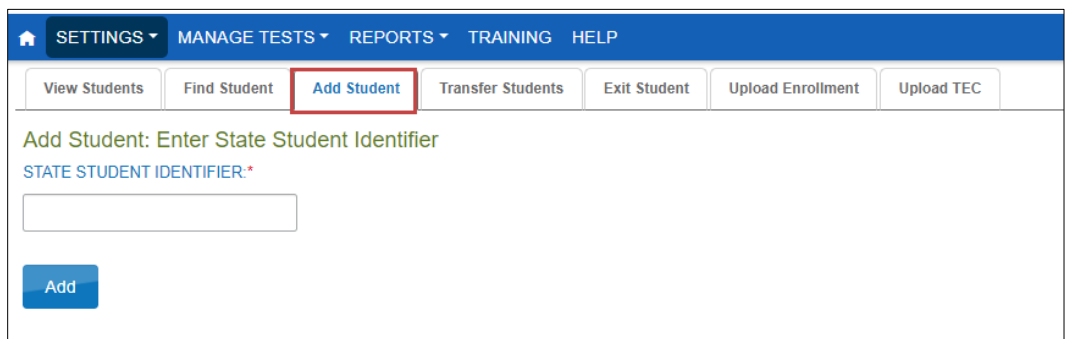 SETTINGS MANAGE TESTS REPORTS TRAINING HELP
View Students Find Student Add Student Transfer Students Exit Student Upload Enrollment Upload TEC
Add Student: Enter State Student Identifier
STATE STUDENT IDENTIFIER:*
Add